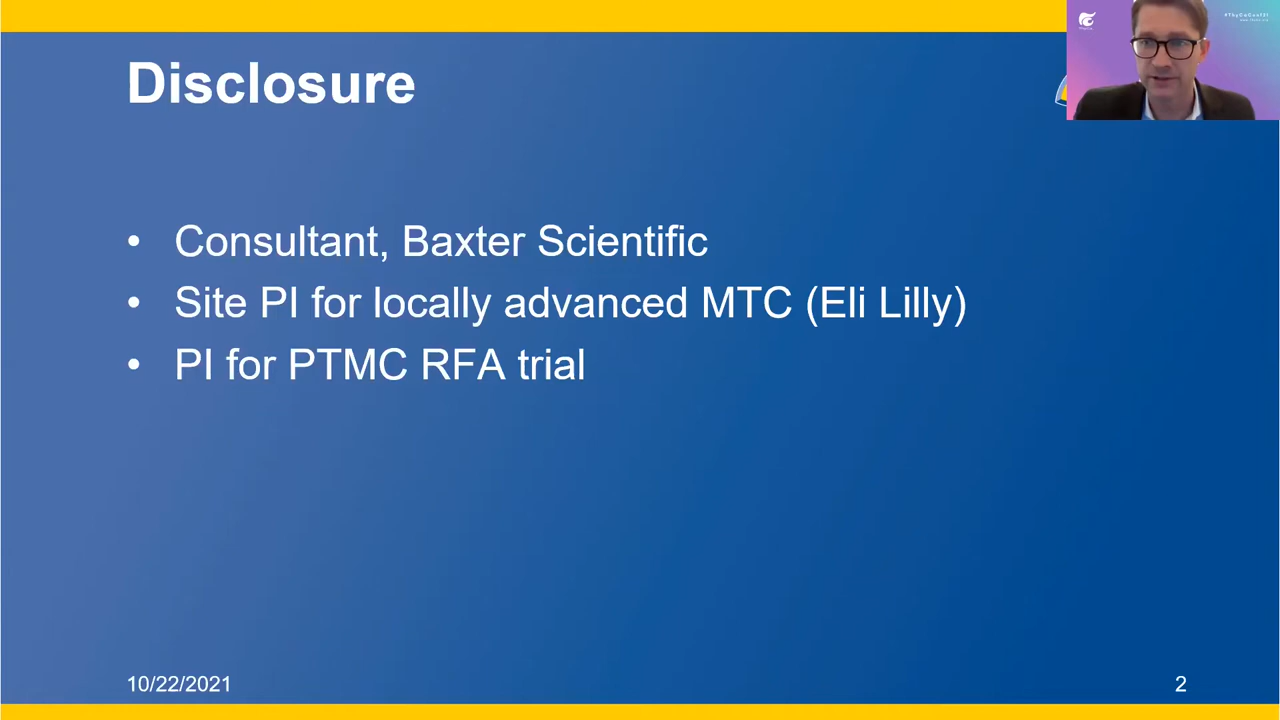 Disclosure
• Consultant, Baxter Scientific
• Site PI for locally advanced MTC (Eli Lilly)
• PI for PTMC RFA trial
10/22/2021
2